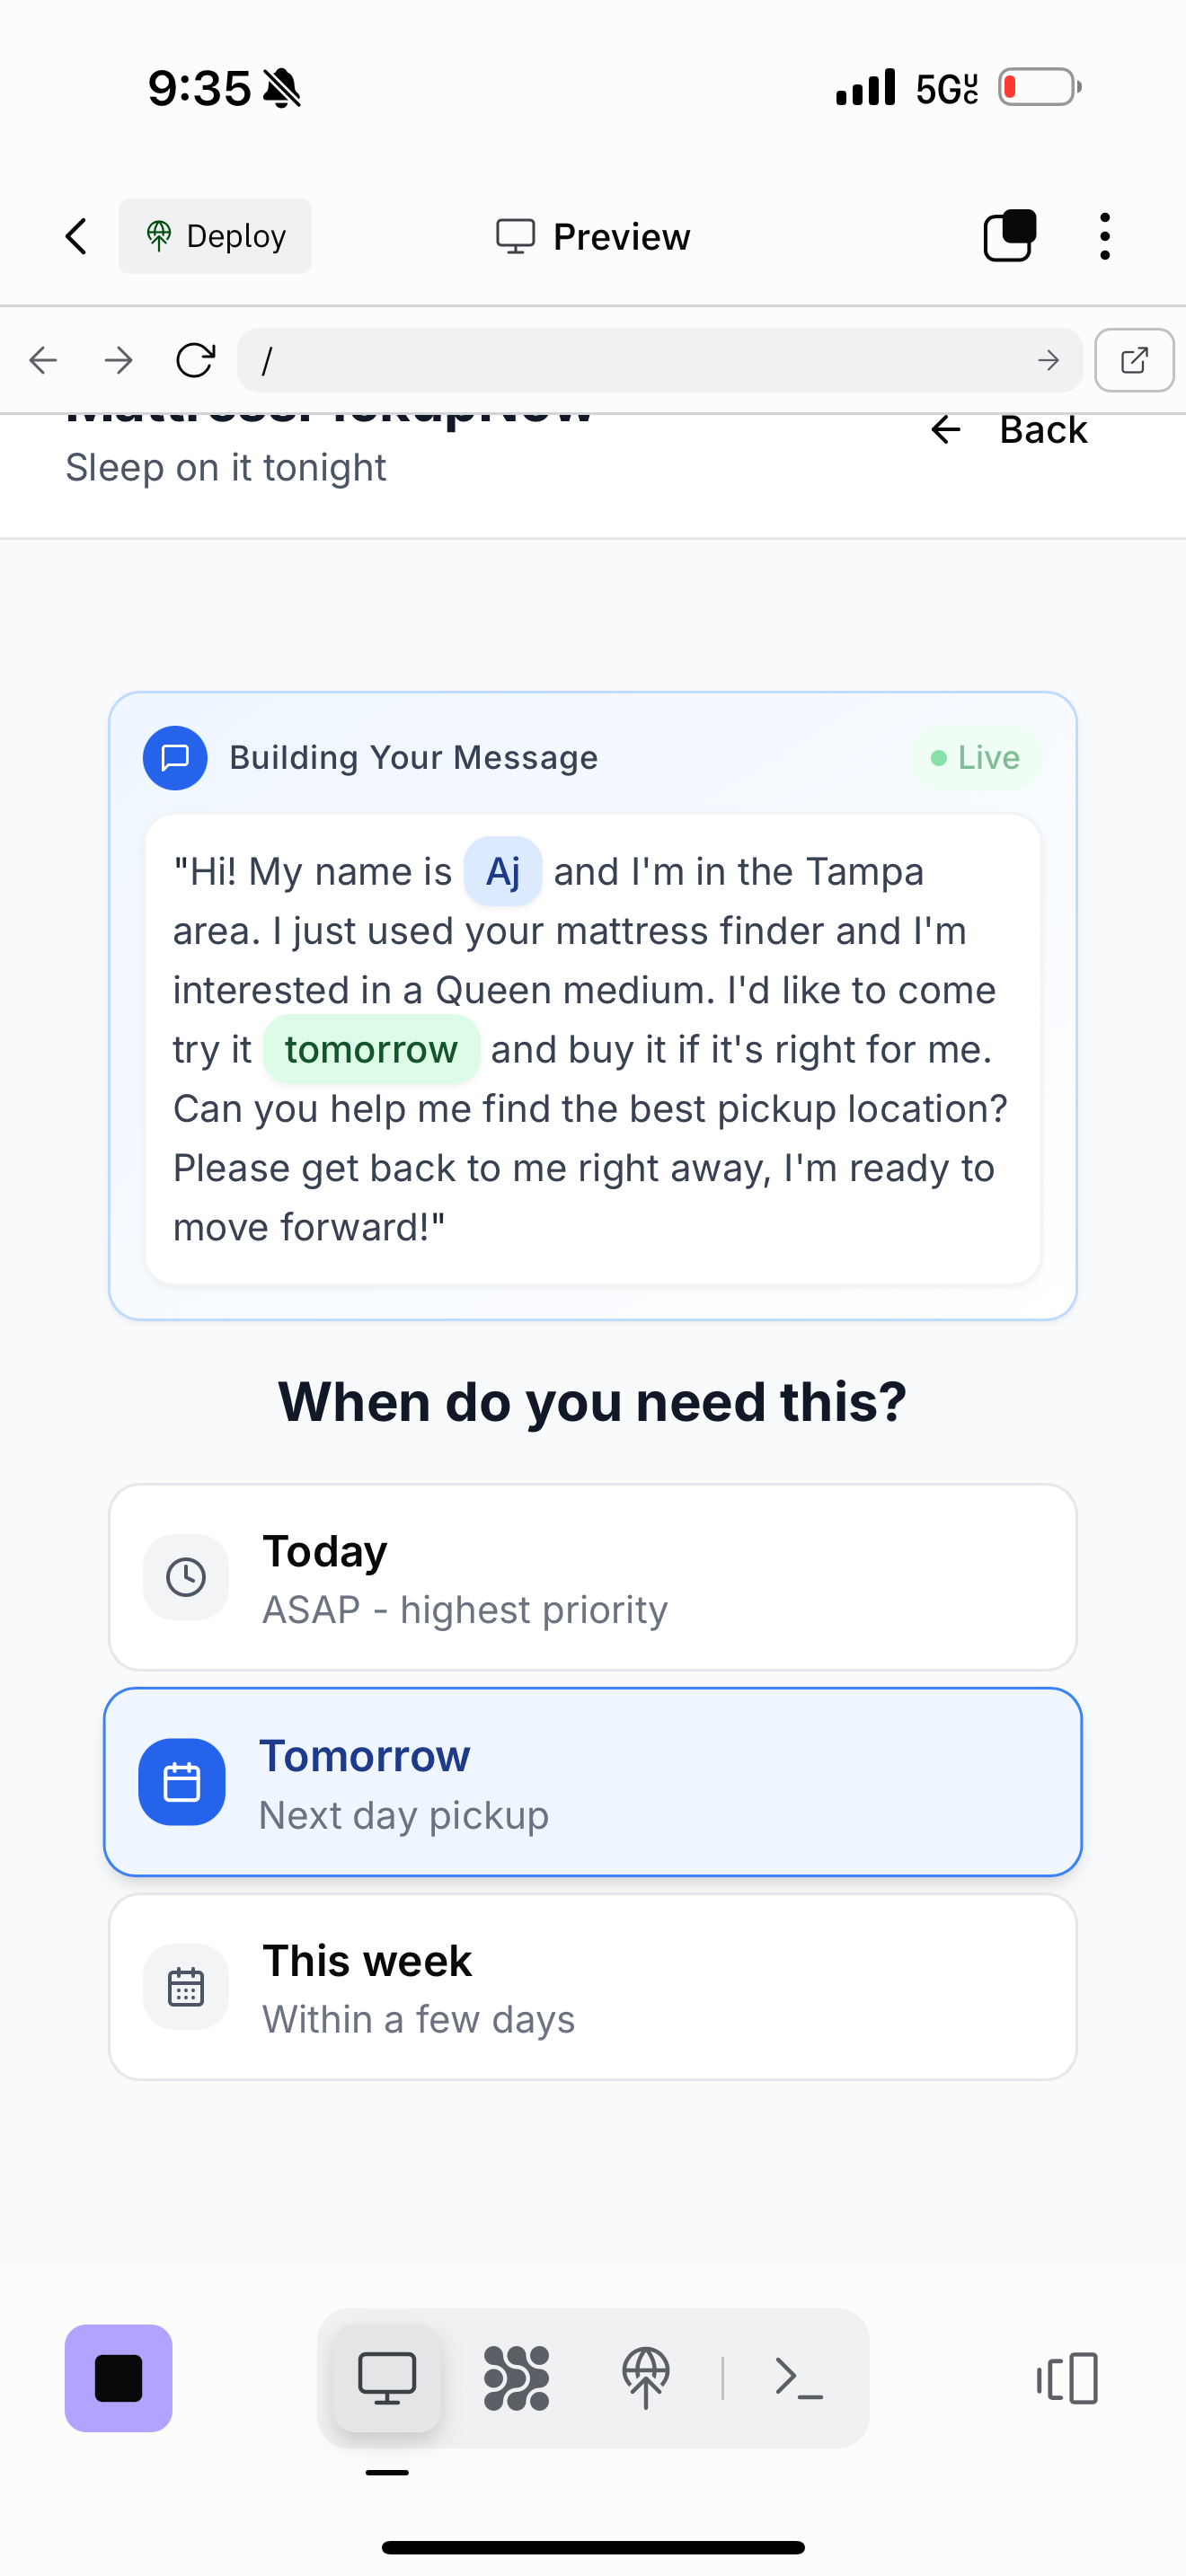 9:35
5G UC
Deploy
Preview
/
MattressPickupNow
Back
Sleep on it tonight
Building Your Message
Live
"Hi! My name is Aj and I'm in the Tampa
area. I just used your mattress finder and I'm
interested in a Queen medium. I'd like to come
try it tomorrow and buy it if it's right for me.
Can you help me find the best pickup location?
Please get back to me right away, I'm ready to
move forward!"
When do you need this?
Today
ASAP - highest priority
Tomorrow
Next day pickup
This week
Within a few days